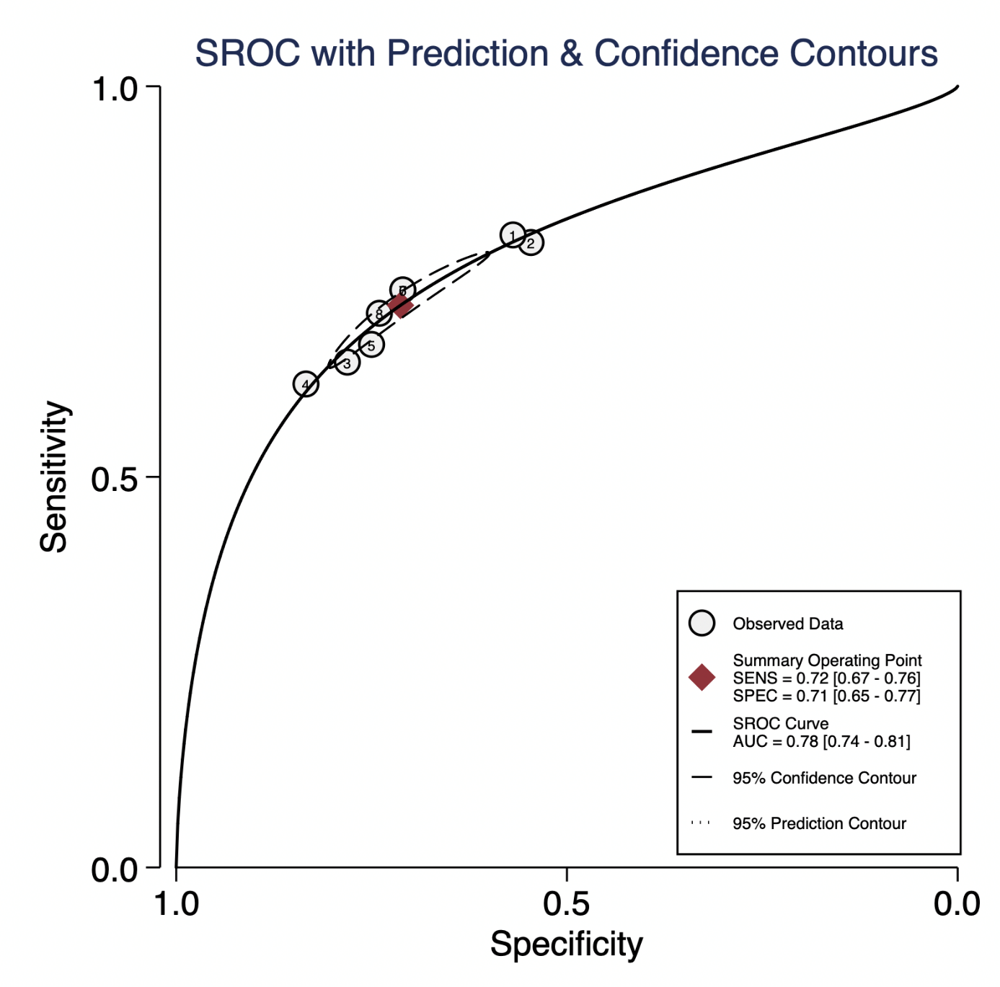 SROC with Prediction & Confidence Contours
1.0
0.5
0.0
Sensitivity
1
2
8
5
3
4
Observed Data
Summary Operating Point
SENS = 0.72 [0.67 - 0.76]
SPEC = 0.71 [0.65 - 0.77]
SROC Curve
AUC = 0.78 [0.74 - 0.81]
95% Confidence Contour
95% Prediction Contour
1.0
0.5
0.0
Specificity